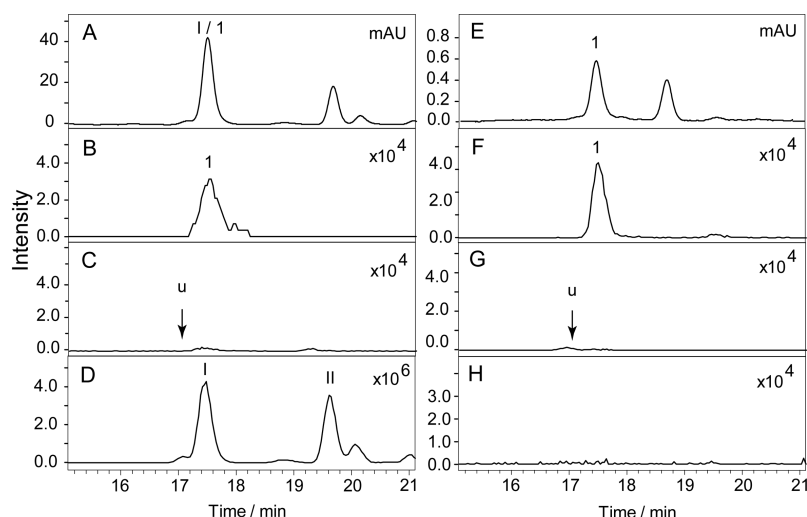 A I / 1 mAU
40
20
0
B 1 x10^4
4.0
2.0
0.0
C u x10^4
4.0
2.0
0.0
D I II x10^6
4.0
2.0
0.0
16 17 18 19 20 21
Time / min
Intensity
E 1 mAU
0.8
0.6
0.4
0.2
0.0
F 1 x10^4
4.0
2.0
0.0
G u x10^4
4.0
2.0
0.0
H x10^4
3.0
2.0
1.0
0.0
16 17 18 19 20 21
Time / min